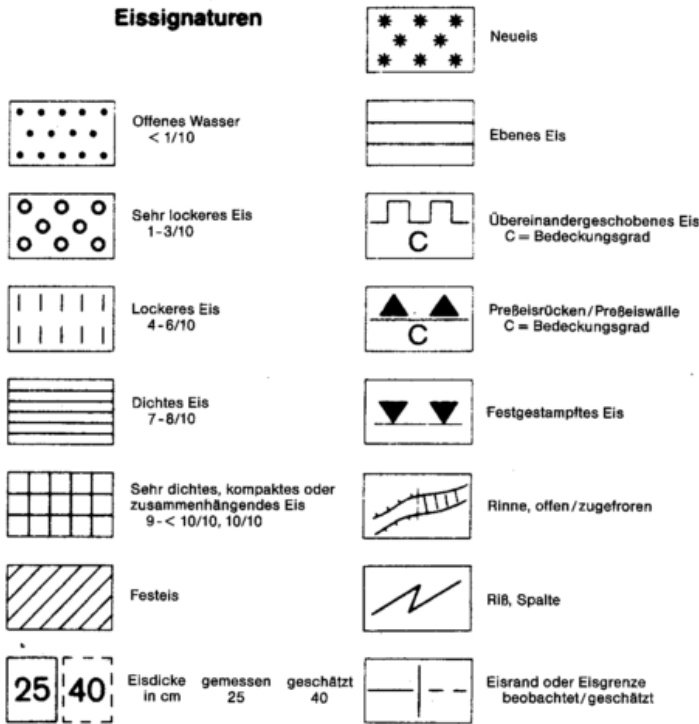 Eissignaturen
Offenes Wasser
< 1/10
Sehr lockeres Eis
1-3/10
Lockeres Eis
4-6/10
Dichtes Eis
7-8/10
Sehr dichtes, kompaktes oder
zusammenhängendes Eis
9-< 10/10, 10/10
Festeis
25 40
Eisdicke gemessen geschätzt
in cm 25 40
Neueis
Ebenes Eis
C
Übereinandergeschobenes Eis
C = Bedeckungsgrad
C
Preßeisrücken/Preßeiswälle
C = Bedeckungsgrad
Festgestampftes Eis
Rinne, offen/zugefroren
Riß, Spalte
Eisrand oder Eisgrenze
beobachtet/geschätzt